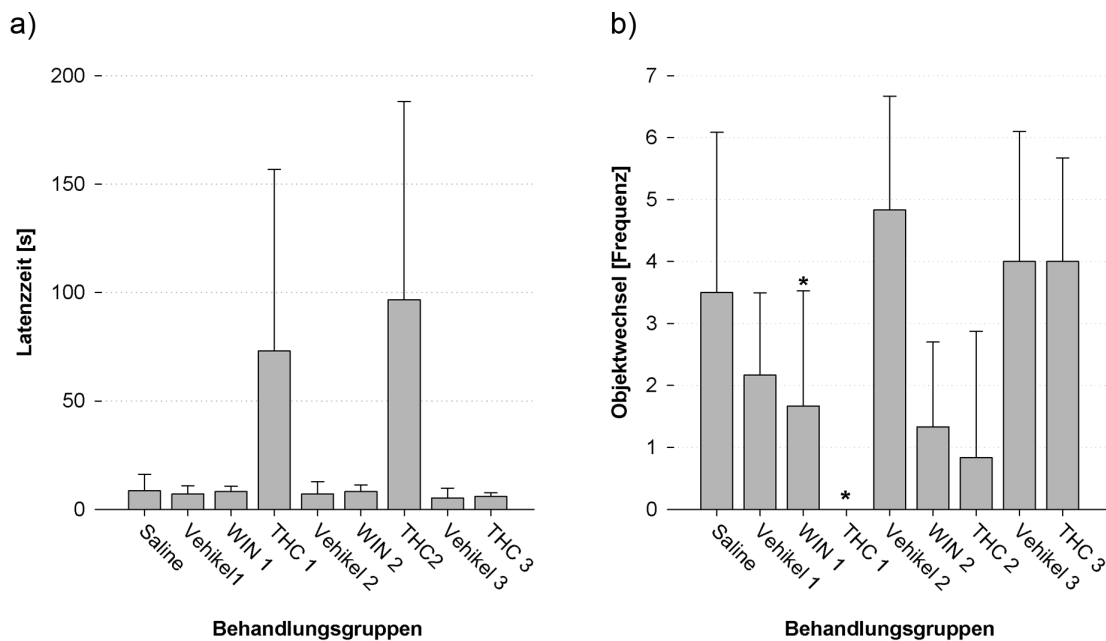 a)
200
150
100
50
0
Latenzzeit [s]
Saline
Vehikel1
WIN 1
THC 1
Vehikel 2
WIN 2
THC2
Vehikel 3
THC 3
Behandlungsgruppen
b)
7
6
5
4
3
2
1
0
Objektwechsel [Frequenz]
*
*
Saline
Vehikel 1
WIN 1
THC 1
Vehikel 2
WIN 2
THC 2
Vehikel 3
THC 3
Behandlungsgruppen